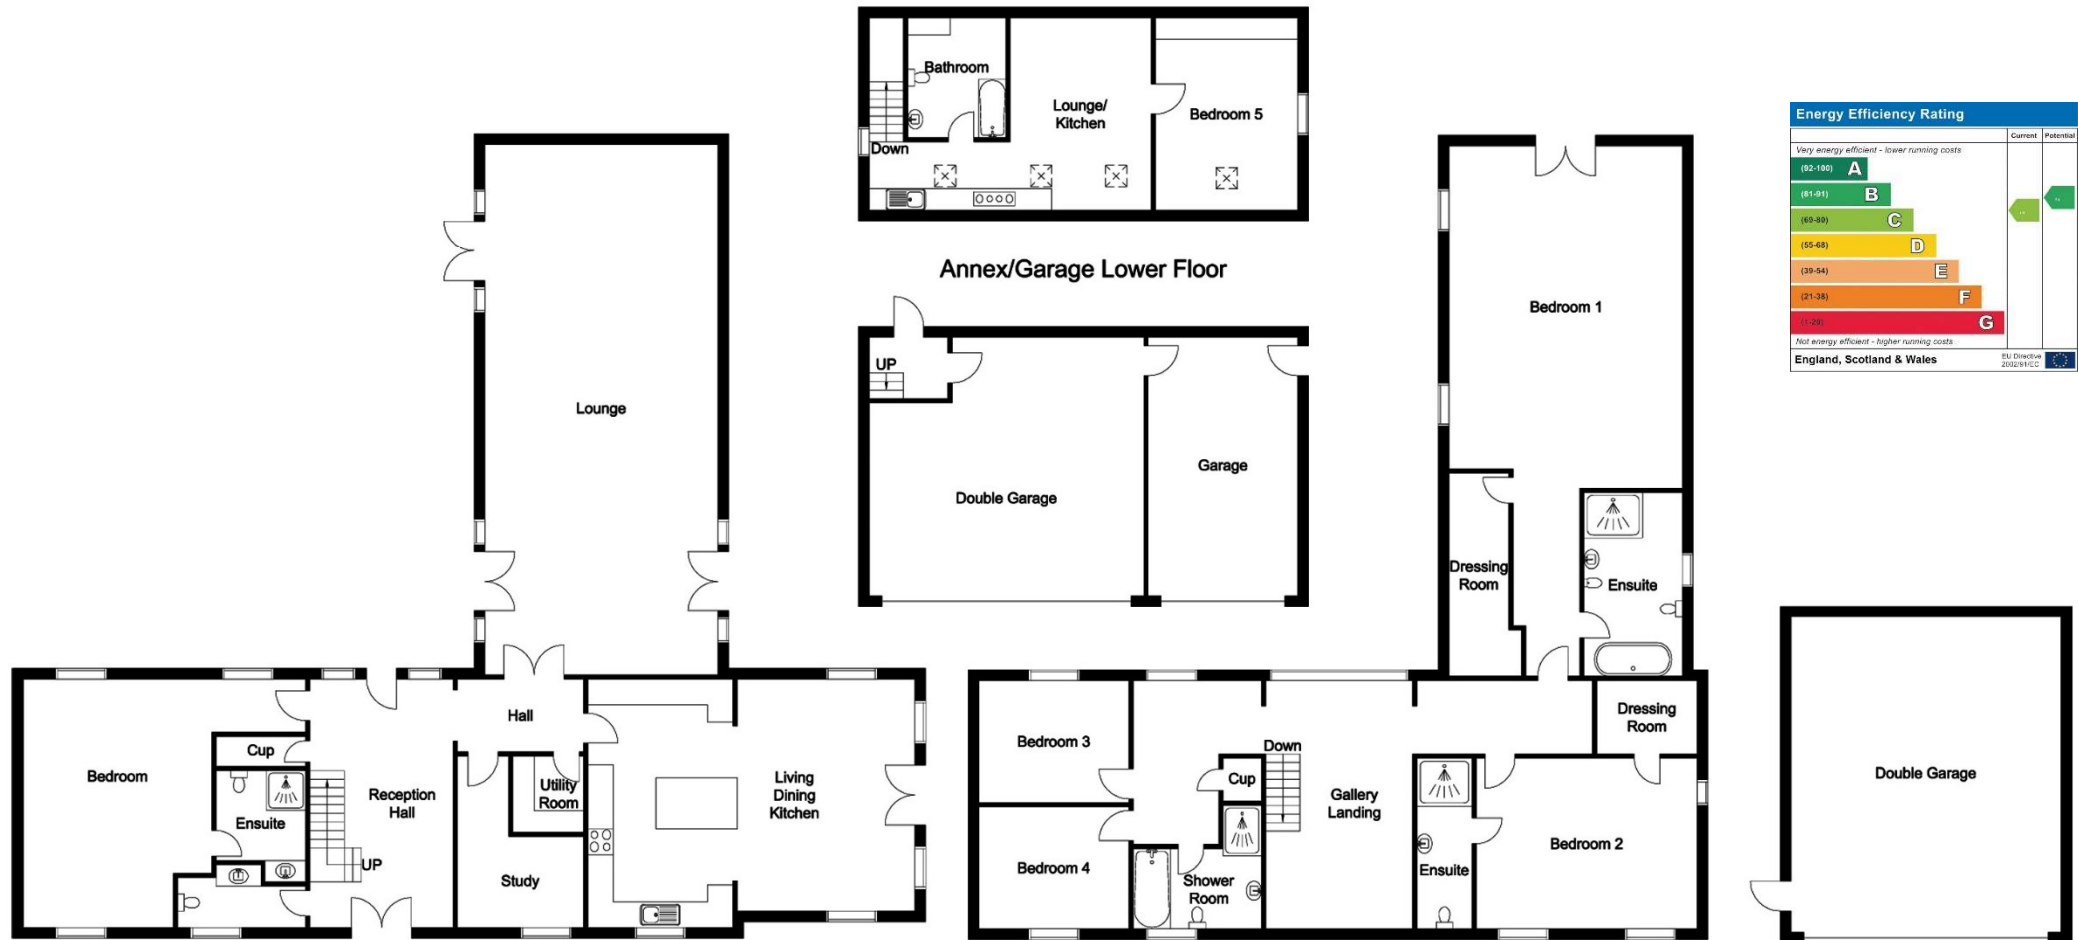 Bathroom
Lounge/
Kitchen
Bedroom 5
Down
Annex/Garage Lower Floor
UP
Double Garage
Garage
Lounge
Bedroom
Cup
Ensuite
Reception
Hall
UP
Hall
Utility
Room
Study
Living
Dining
Kitchen
Bedroom 1
Dressing
Room
Ensuite
Bedroom 3
Bedroom 4
Cup
Down
Shower
Room
Gallery
Landing
Ensuite
Bedroom 2
Dressing
Room
Double Garage
Energy Efficiency Rating
Current Potential
Very energy efficient - lower running costs
(92-100) A
(81-91) B
(69-80) C
(55-68) D
(39-54) E
(21-38) F
(1-20) G
Not energy efficient - higher running costs
England, Scotland & Wales
EU Directive
2002/91/EC